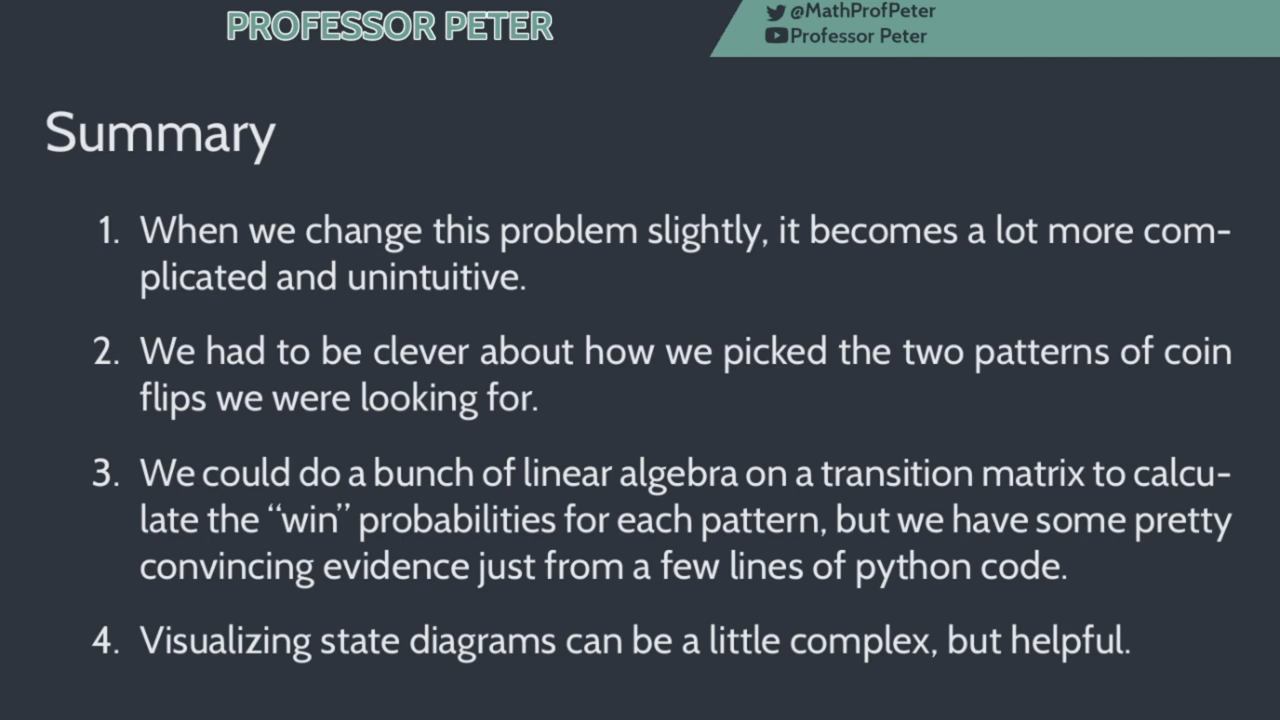 PROFESSOR PETER
@MathProfPeter
Professor Peter
Summary
1. When we change this problem slightly, it becomes a lot more com-
plicated and unintuitive.
2. We had to be clever about how we picked the two patterns of coin
flips we were looking for.
3. We could do a bunch of linear algebra on a transition matrix to calcu-
late the “win” probabilities for each pattern, but we have some pretty
convincing evidence just from a few lines of python code.
4. Visualizing state diagrams can be a little complex, but helpful.